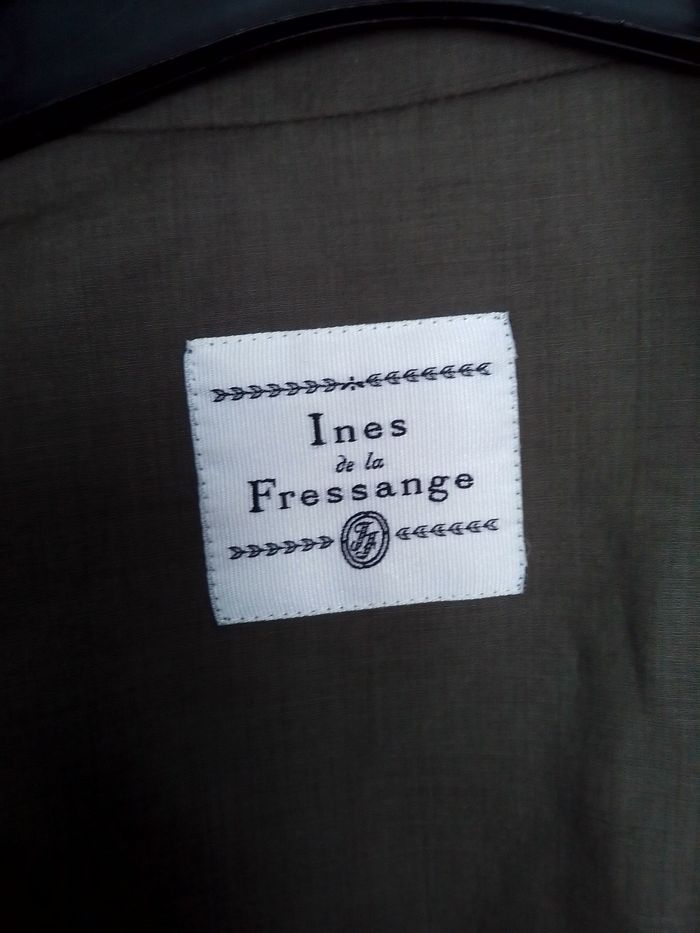 Ines
de la
Fressange